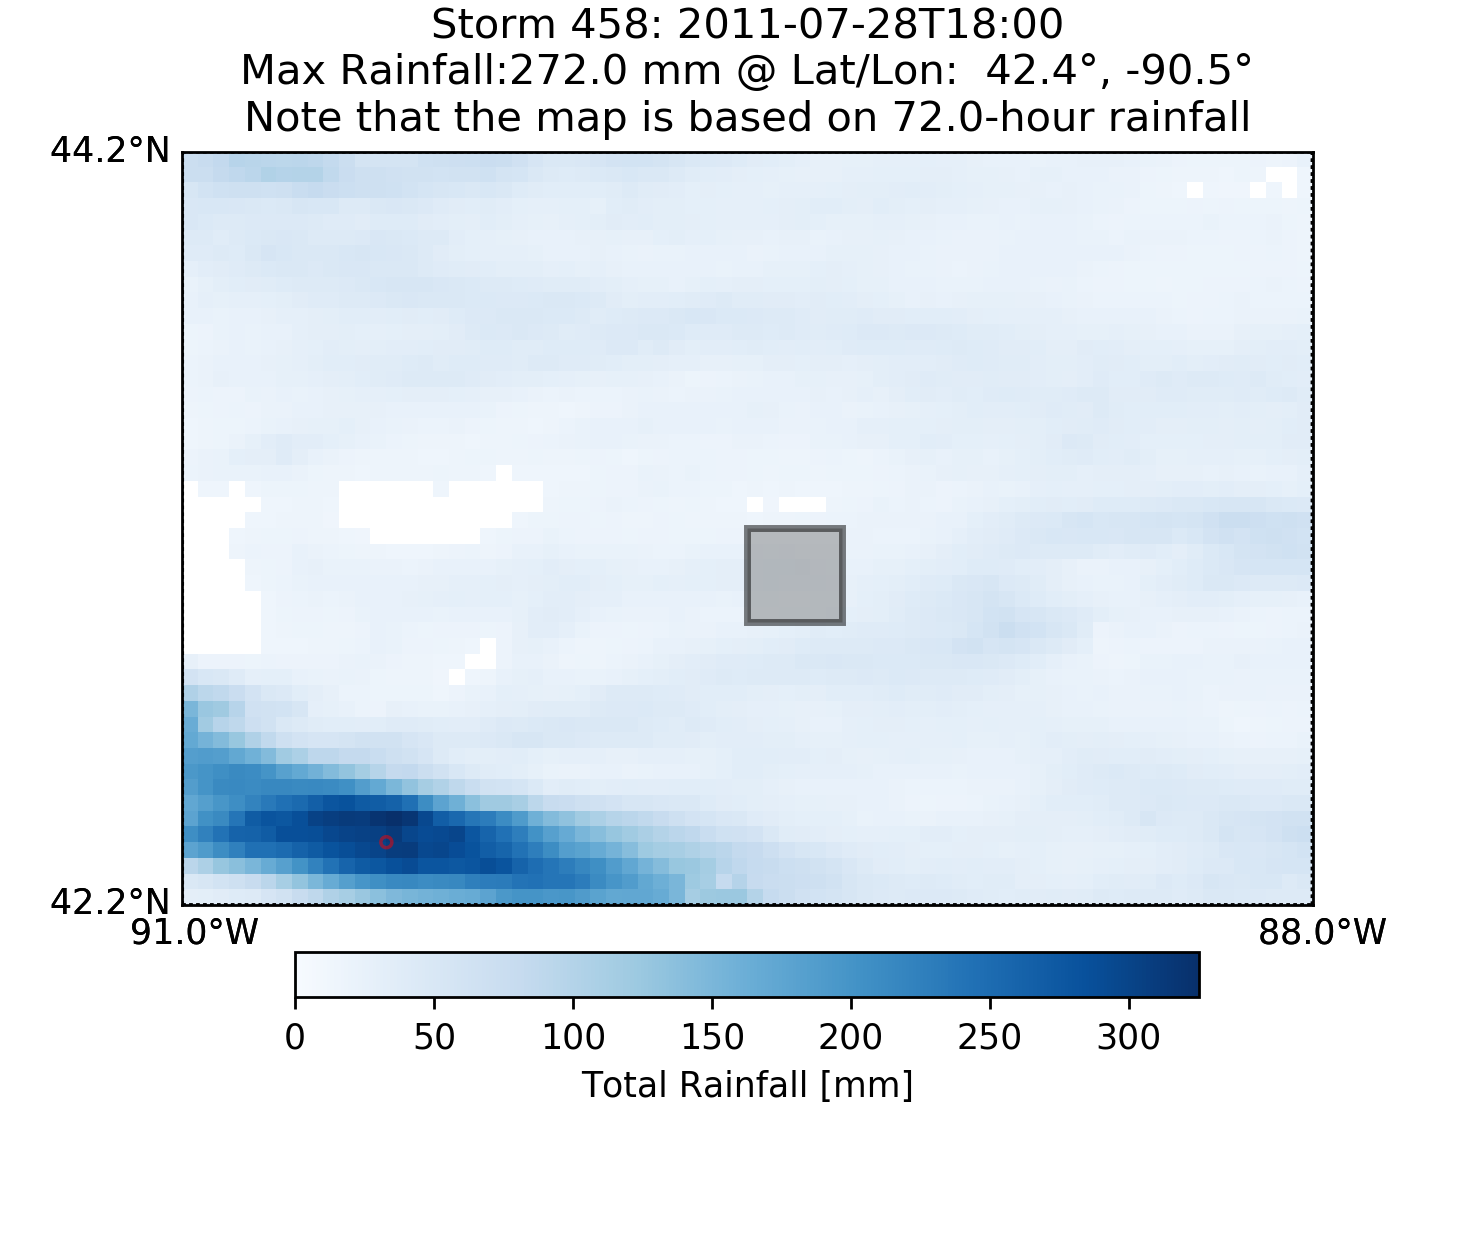 Storm 458: 2011-07-28T18:00
Max Rainfall:272.0 mm @ Lat/Lon:  42.4°, -90.5°
Note that the map is based on 72.0-hour rainfall
44.2°N
42.2°N
91.0°W 88.0°W
0 50 100 150 200 250 300
Total Rainfall [mm]